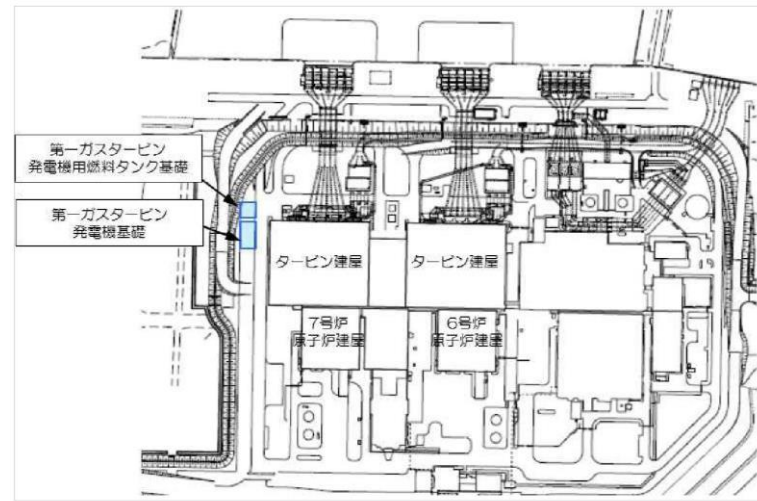 第一ガスタービン
発電機用燃料タンク基礎
第一ガスタービン
発電機基礎
タービン建屋
タービン建屋
7号炉
原子炉建屋
6号炉
原子炉建屋